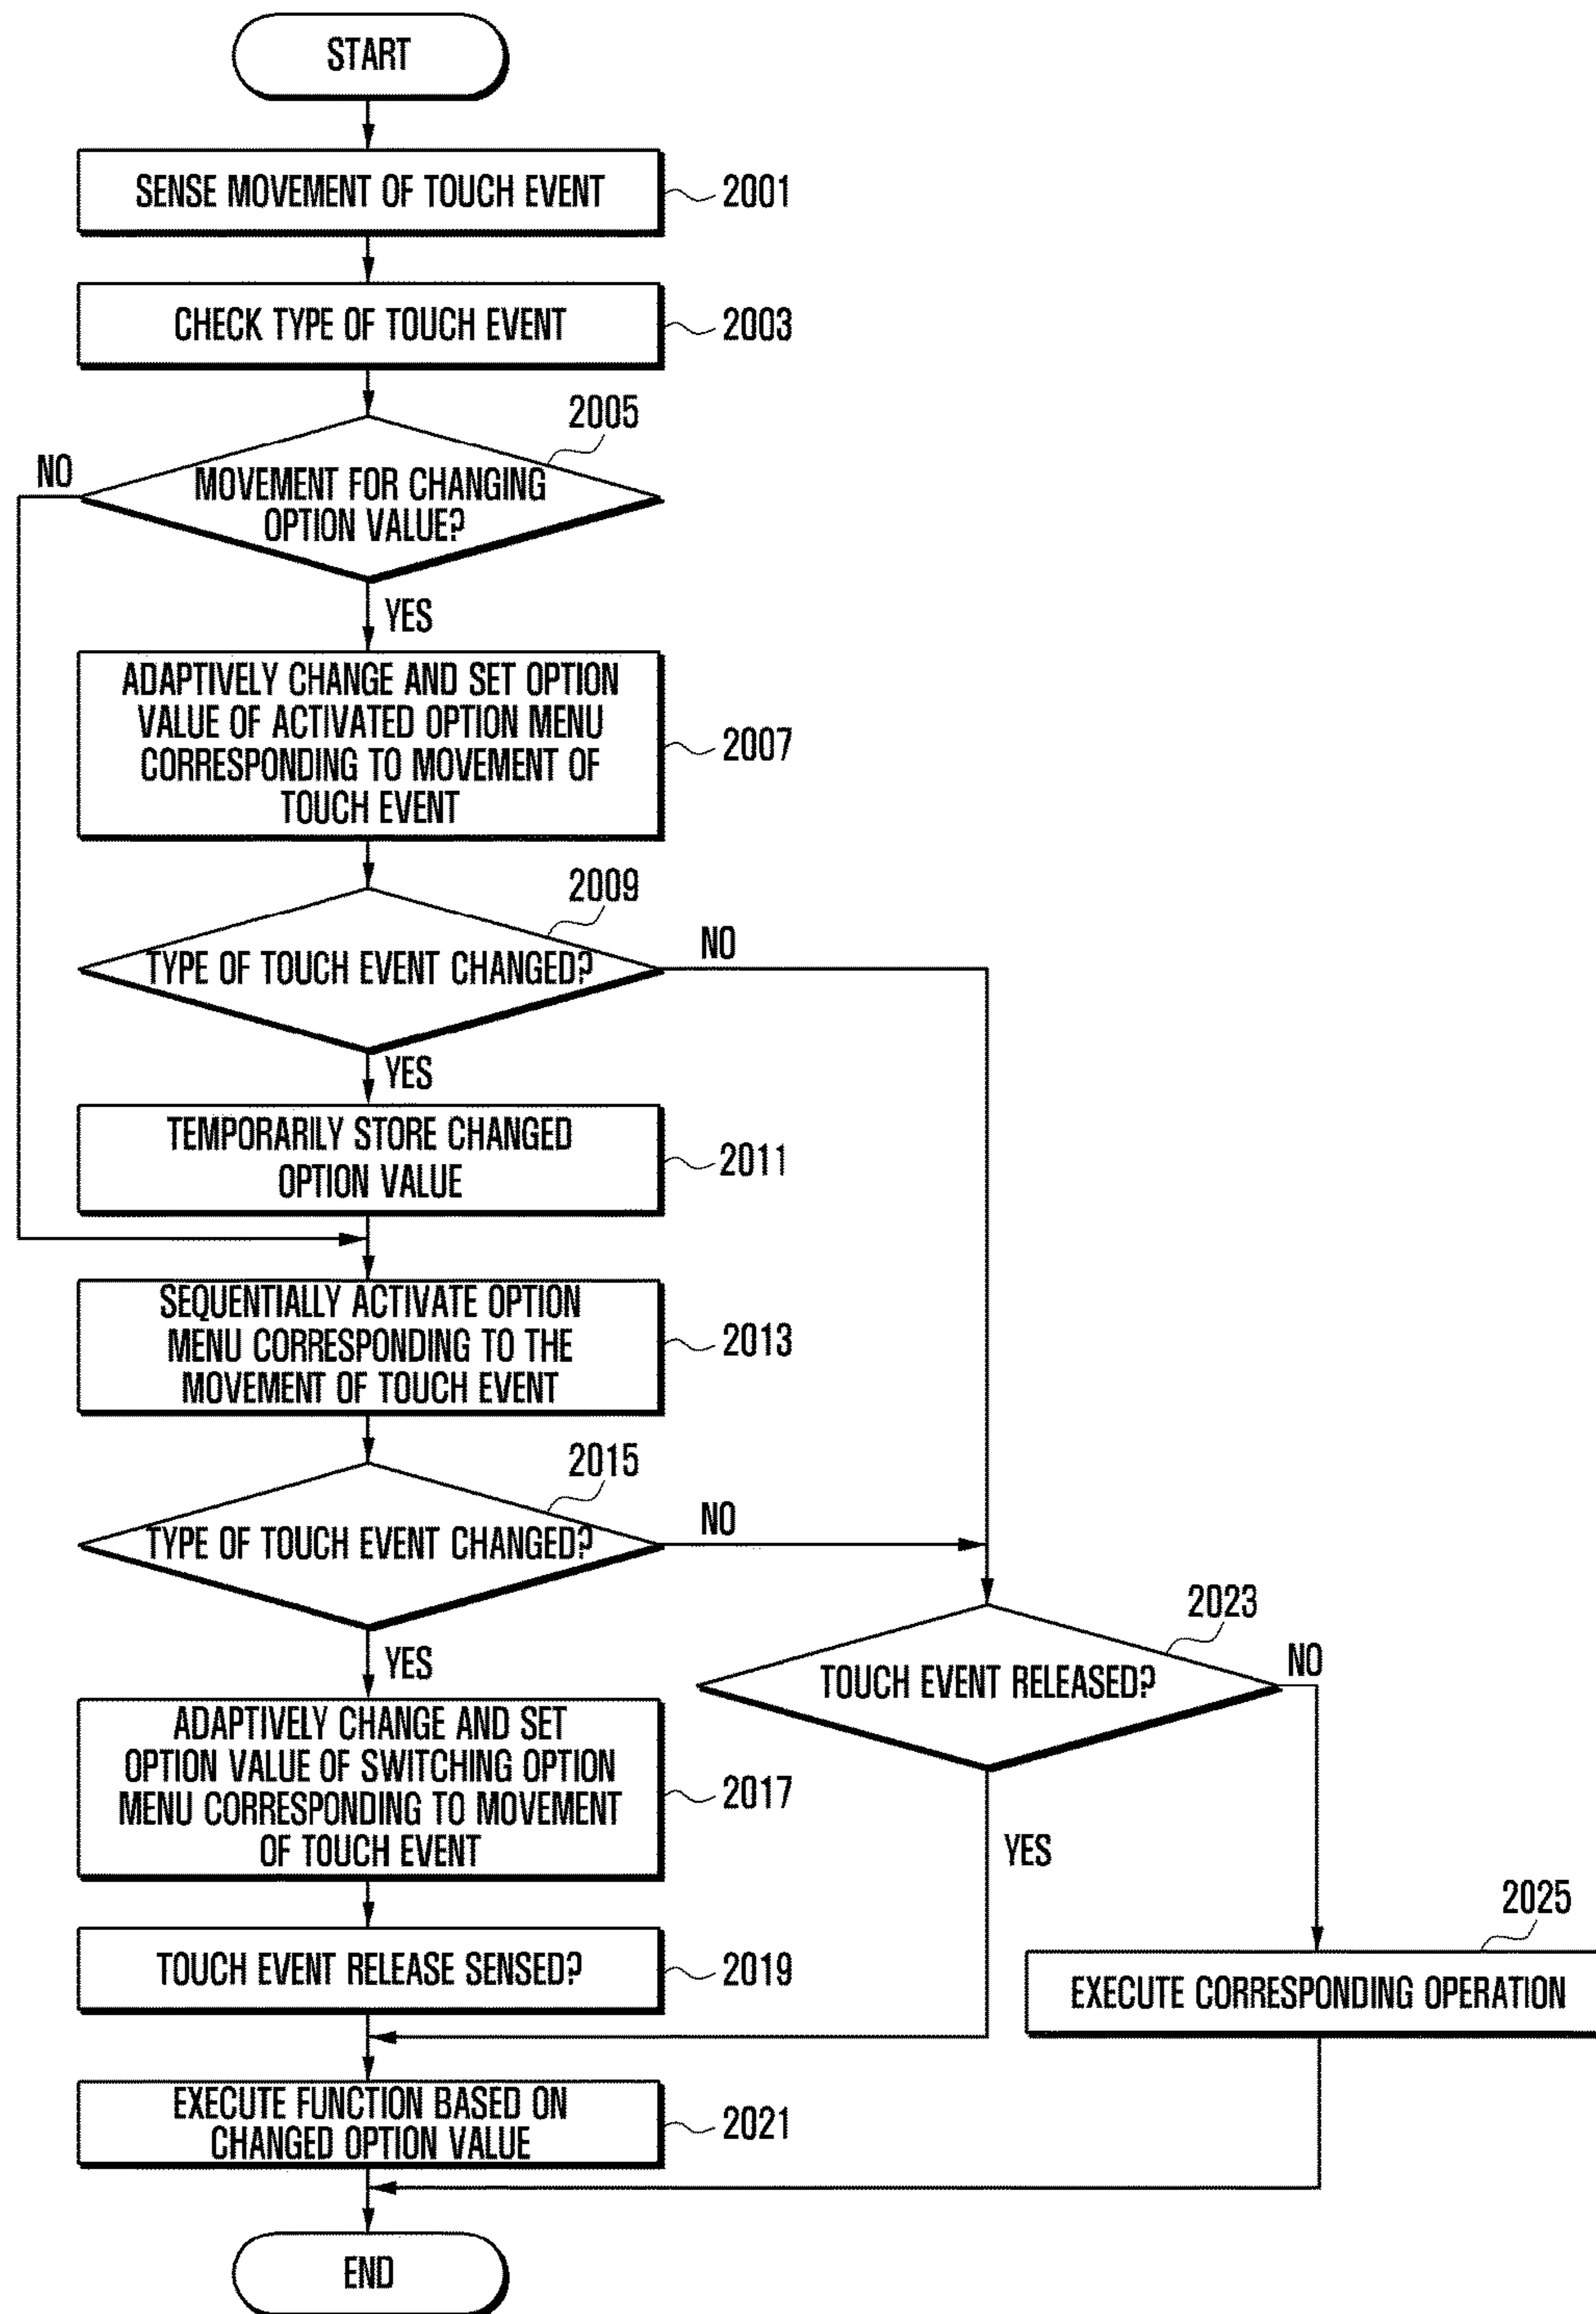 START
SENSE MOVEMENT OF TOUCH EVENT
2001
CHECK TYPE OF TOUCH EVENT
2003
2005
NO
MOVEMENT FOR CHANGING
OPTION VALUE?
YES
ADAPTIVELY CHANGE AND SET OPTION
VALUE OF ACTIVATED OPTION MENU
CORRESPONDING TO MOVEMENT OF
TOUCH EVENT
2007
2009
TYPE OF TOUCH EVENT CHANGED?
NO
YES
TEMPORARILY STORE CHANGED
OPTION VALUE
2011
SEQUENTIALLY ACTIVATE OPTION
MENU CORRESPONDING TO THE
MOVEMENT OF TOUCH EVENT
2013
2015
TYPE OF TOUCH EVENT CHANGED?
NO
YES
2023
TOUCH EVENT RELEASED?
NO
YES
ADAPTIVELY CHANGE AND SET
OPTION VALUE OF SWITCHING OPTION
MENU CORRESPONDING TO MOVEMENT
OF TOUCH EVENT
2017
TOUCH EVENT RELEASE SENSED?
2019
2025
EXECUTE CORRESPONDING OPERATION
EXECUTE FUNCTION BASED ON
CHANGED OPTION VALUE
2021
END